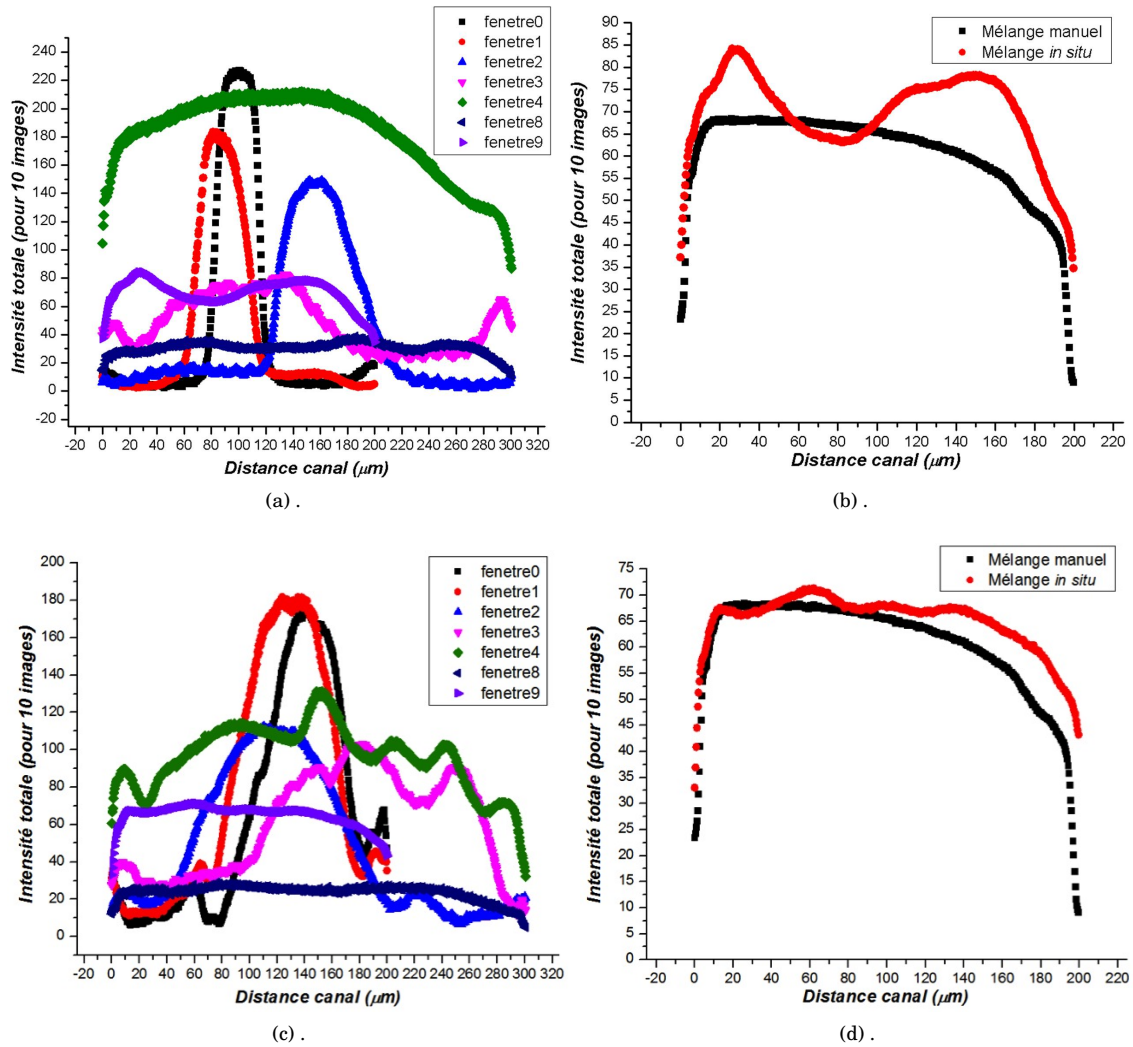 fenetre0
fenetre1
fenetre2
fenetre3
fenetre4
fenetre8
fenetre9
240
220
200
180
160
140
120
100
80
60
40
20
0
-20
Intensité totale (pour 10 images)
-20 0 20 40 60 80 100 120 140 160 180 200 220 240 260 280 300 320
Distance canal (µm)
(a) .
Mélange manuel
Mélange in situ
90
85
80
75
70
65
60
55
50
45
40
35
30
25
20
15
10
5
0
Intensité totale (pour 10 images)
-20 0 20 40 60 80 100 120 140 160 180 200 220
Distance canal (µm)
(b) .
fenetre0
fenetre1
fenetre2
fenetre3
fenetre4
fenetre8
fenetre9
200
180
160
140
120
100
80
60
40
20
0
Intensité totale (pour 10 images)
-20 0 20 40 60 80 100 120 140 160 180 200 220 240 260 280 300 320
Distance canal (µm)
(c) .
Mélange manuel
Mélange in situ
75
70
65
60
55
50
45
40
35
30
25
20
15
10
5
0
Intensité totale (pour 10 images)
-20 0 20 40 60 80 100 120 140 160 180 200 220
Distance canal (µm)
(d) .